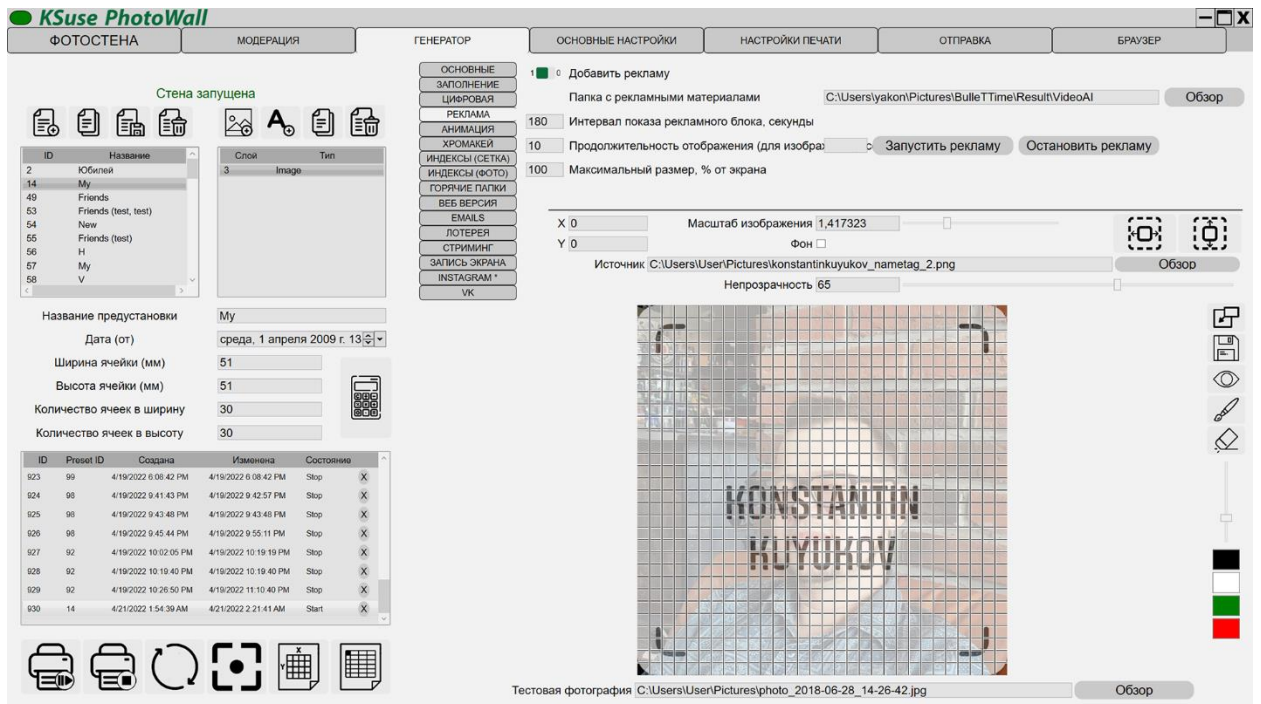 KSuse PhotoWall
X
ФОТОСТЕНА МОДЕРАЦИЯ ГЕНЕРАТОР ОСНОВНЫЕ НАСТРОЙКИ НАСТРОЙКИ ПЕЧАТИ ОТПРАВКА БРАУЗЕР
Стена запущена
ID Название
2 Юбилей
14 My
49 Friends
53 Friends (test, test)
54 New
55 Friends (test)
56 H
57 My
58 V
Слой Тип
3 Image
Название предустановки My
Дата (от) среда, 1 апреля 2009 г. 13
Ширина ячейки (мм) 51
Высота ячейки (мм) 51
Количество ячеек в ширину 30
Количество ячеек в высоту 30
ID Preset ID Создана Изменена Состояние
923 99 4/19/2022 6:08:42 PM 4/19/2022 6:08:42 PM Stop X
924 98 4/19/2022 9:41:43 PM 4/19/2022 9:42:57 PM Stop X
925 98 4/19/2022 9:43:48 PM 4/19/2022 9:43:48 PM Stop X
926 98 4/19/2022 9:45:44 PM 4/19/2022 9:55:11 PM Stop X
927 92 4/19/2022 10:02:05 PM 4/19/2022 10:19:19 PM Stop X
928 92 4/19/2022 10:19:40 PM 4/19/2022 10:19:40 PM Stop X
929 92 4/19/2022 10:26:50 PM 4/19/2022 11:10:40 PM Stop X
930 14 4/21/2022 1:54:39 AM 4/21/2022 2:21:41 AM Start X
X
Y
ОСНОВНЫЕ
ЗАПОЛНЕНИЕ
ЦИФРОВАЯ
РЕКЛАМА
АНИМАЦИЯ
ХРОМАКЕЙ
ИНДЕКСЫ (СЕТКА)
ИНДЕКСЫ (ФОТО)
ГОРЯЧИЕ ПАПКИ
ВЕБ ВЕРСИЯ
EMAILS
ЛОТЕРЕЯ
СТРИМИНГ
ЗАПИСЬ ЭКРАНА
INSTAGRAM *
VK
1 0 Добавить рекламу
Папка с рекламными материалами C:\Users\yakon\Pictures\BulleTTime\Result\VideoAI Обзор
180 Интервал показа рекламного блока, секунды
10 Продолжительность отображения (для изобра с Запустить рекламу Остановить рекламу
100 Максимальный размер, % от экрана
X 0 Масштаб изображения 1,417323
Y 0 Фон
Источник C:\Users\User\Pictures\konstantinkuyukov_nametag_2.png Обзор
Непрозрачность 65
KONSTANTIN
KUYUKOV
Тестовая фотография C:\Users\User\Pictures\photo_2018-06-28_14-26-42.jpg Обзор